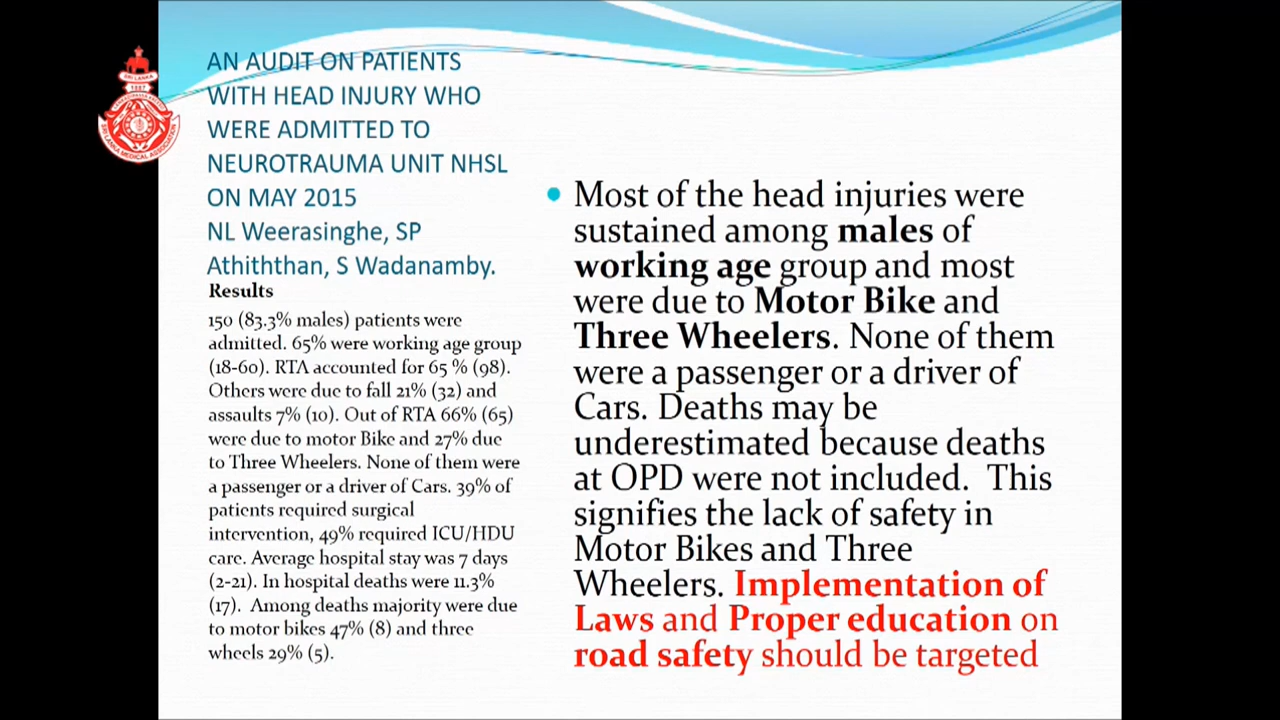 AN AUDIT ON PATIENTS
WITH HEAD INJURY WHO
WERE ADMITTED TO
NEUROTRAUMA UNIT NHSL
ON MAY 2015
NL Weerasinghe, SP
Athiththan, S Wadanamby.
Results
150 (83.3% males) patients were
admitted. 65% were working age group
(18-60). RTA accounted for 65 % (98).
Others were due to fall 21% (32) and
assaults 7% (10). Out of RTA 66% (65)
were due to motor Bike and 27% due
to Three Wheelers. None of them were
a passenger or a driver of Cars. 39% of
patients required surgical
intervention, 49% required ICU/HDU
care. Average hospital stay was 7 days
(2-21). In hospital deaths were 11.3%
(17). Among deaths majority were due
to motor bikes 47% (8) and three
wheels 29% (5).
• Most of the head injuries were
sustained among males of
working age group and most
were due to Motor Bike and
Three Wheelers. None of them
were a passenger or a driver of
Cars. Deaths may be
underestimated because deaths
at OPD were not included. This
signifies the lack of safety in
Motor Bikes and Three
Wheelers. Implementation of
Laws and Proper education on
road safety should be targeted
SRI LANKA
1887
SRI LANKA MEDICAL ASSOCIATION